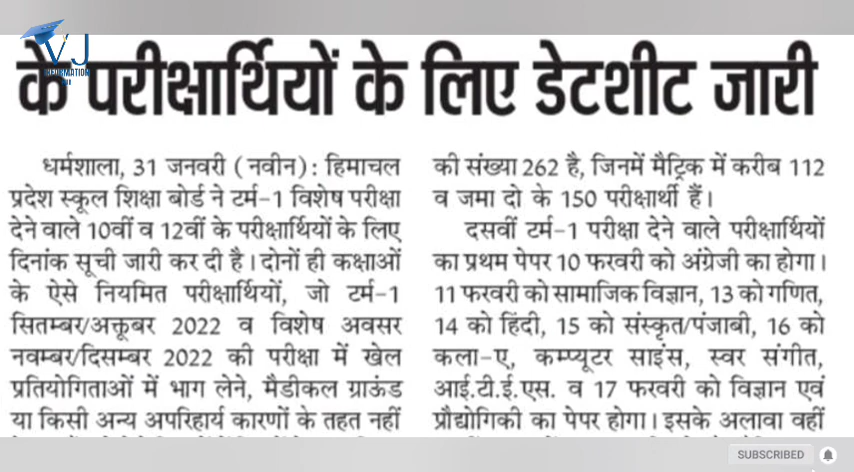 VJ
INFORMATION
के परीक्षार्थियों के लिए डेटशीट जारी
धर्मशाला, 31 जनवरी (नवीन): हिमाचल
प्रदेश स्कूल शिक्षा बोर्ड ने टर्म-1 विशेष परीक्षा
देने वाले 10वीं व 12वीं के परीक्षार्थियों के लिए
दिनांक सूची जारी कर दी है। दोनों ही कक्षाओं
के ऐसे नियमित परीक्षार्थियों, जो टर्म-1
सितम्बर/अक्तूबर 2022 व विशेष अवसर
नवम्बर/दिसम्बर 2022 की परीक्षा में खेल
प्रतियोगिताओं में भाग लेने, मैडीकल ग्राऊंड
या किसी अन्य अपरिहार्य कारणों के तहत नहीं
की संख्या 262 है, जिनमें मैट्रिक में करीब 112
व जमा दो के 150 परीक्षार्थी हैं।
दसवीं टर्म-1 परीक्षा देने वाले परीक्षार्थियों
का प्रथम पेपर 10 फरवरी को अंग्रेजी का होगा।
11 फरवरी को सामाजिक विज्ञान, 13 को गणित,
14 को हिंदी, 15 को संस्कृत/पंजाबी, 16 को
कला-ए, कम्प्यूटर साइंस, स्वर संगीत,
आई.टी.ई.एस. व 17 फरवरी को विज्ञान एवं
प्रौद्योगिकी का पेपर होगा। इसके अलावा वहीं
SUBSCRIBED